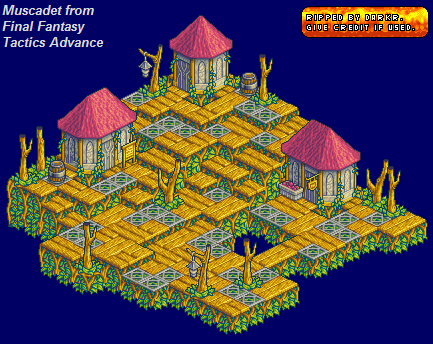 Muscadet from
Final Fantasy
Tactics Advance
RIPPED BY DARKR.
GIVE CREDIT IF USED.